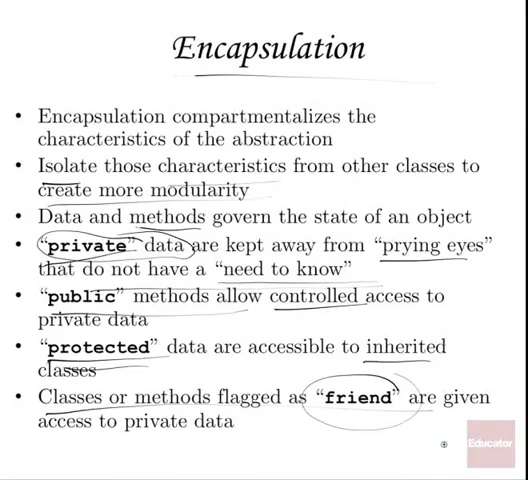 Encapsulation
• Encapsulation compartmentalizes the
characteristics of the abstraction
• Isolate those characteristics from other classes to
create more modularity
• Data and methods govern the state of an object
• “private” data are kept away from “prying eyes”
that do not have a “need to know”
• “public” methods allow controlled access to
private data
• “protected” data are accessible to inherited
classes
• Classes or methods flagged as “friend” are given
access to private data
Educator